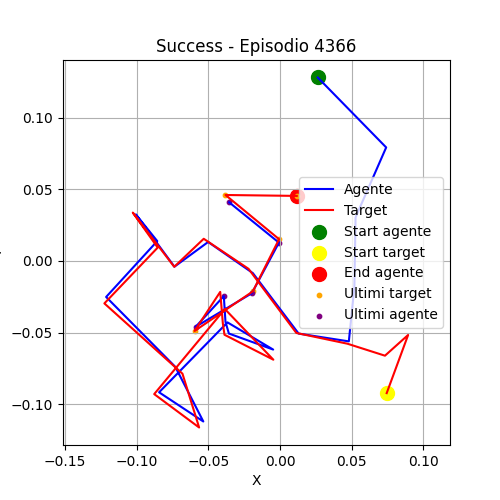 Success - Episodio 4366
0.10
0.05
0.00
−0.05
−0.10
Agente
Target
Start agente
Start target
End agente
Ultimi target
Ultimi agente
−0.15
−0.10
−0.05
0.00
0.05
0.10
X